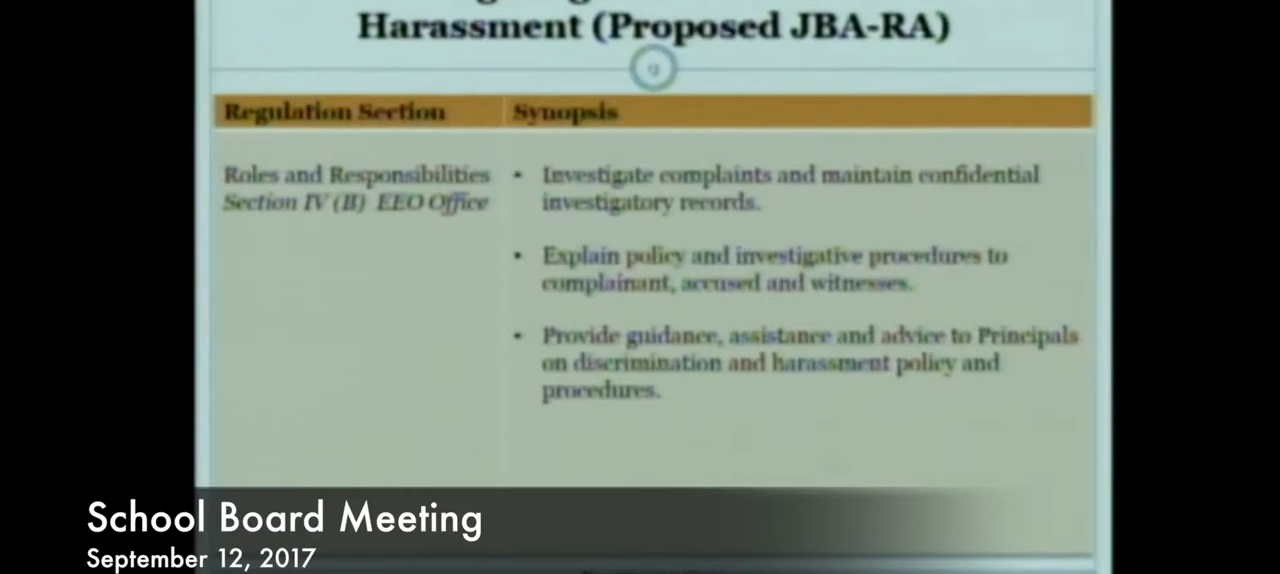 Harassment (Proposed JBA-RA)
9
Regulation Section
Synopsis
Roles and Responsibilities
Section IV (II) EEO Office
• Investigate complaints and maintain confidential
investigatory records.
• Explain policy and investigative procedures to
complainant, accused and witnesses.
• Provide guidance, assistance and advice to Principals
on discrimination and harassment policy and
procedures.
School Board Meeting
September 12, 2017